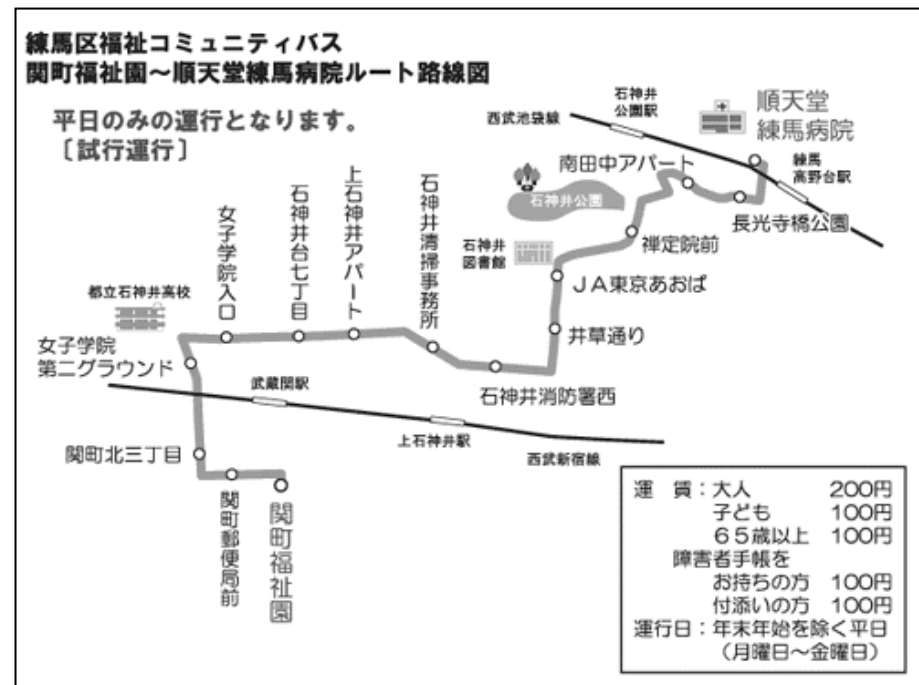 練馬区福祉コミュニティバス
関町福祉園～順天堂練馬病院ルート路線図
平日のみの運行となります。
〔試行運行〕
石神井
公園駅
西武池袋線
順天堂
練馬病院
南田中アパート
練馬
高野台駅
石神井公園
長光寺橋公園
禅定院前
石神井
図書館
JA東京あおば
井草通り
石神井消防署西
石神井清掃事務所
上石神井アパート
石神井台七丁目
女子学院入口
都立石神井高校
女子学院
第二グラウンド
武蔵関駅
上石神井駅
西武新宿線
関町北三丁目
関町郵便局前
関町福祉園
運　賃：大人　200円
子ども　100円
65歳以上　100円
障害者手帳を
お持ちの方　100円
付添いの方　100円
運行日：年末年始を除く平日
（月曜日～金曜日）